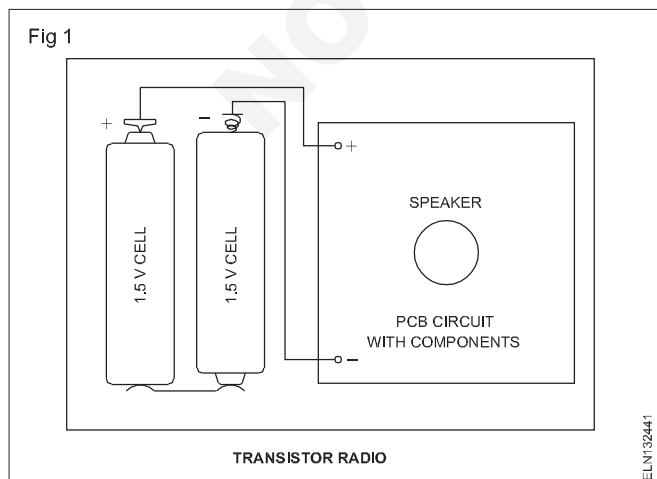 Fig 1
+
–
1.5 V CELL
1.5 V CELL
+
SPEAKER
PCB CIRCUIT
WITH COMPONENTS
–
TRANSISTOR RADIO
ELN132441